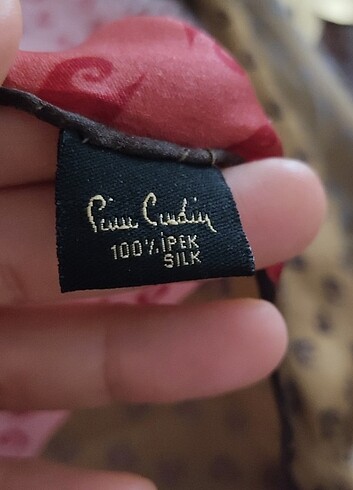 Pierre Cardin
100% İPEK
SILK